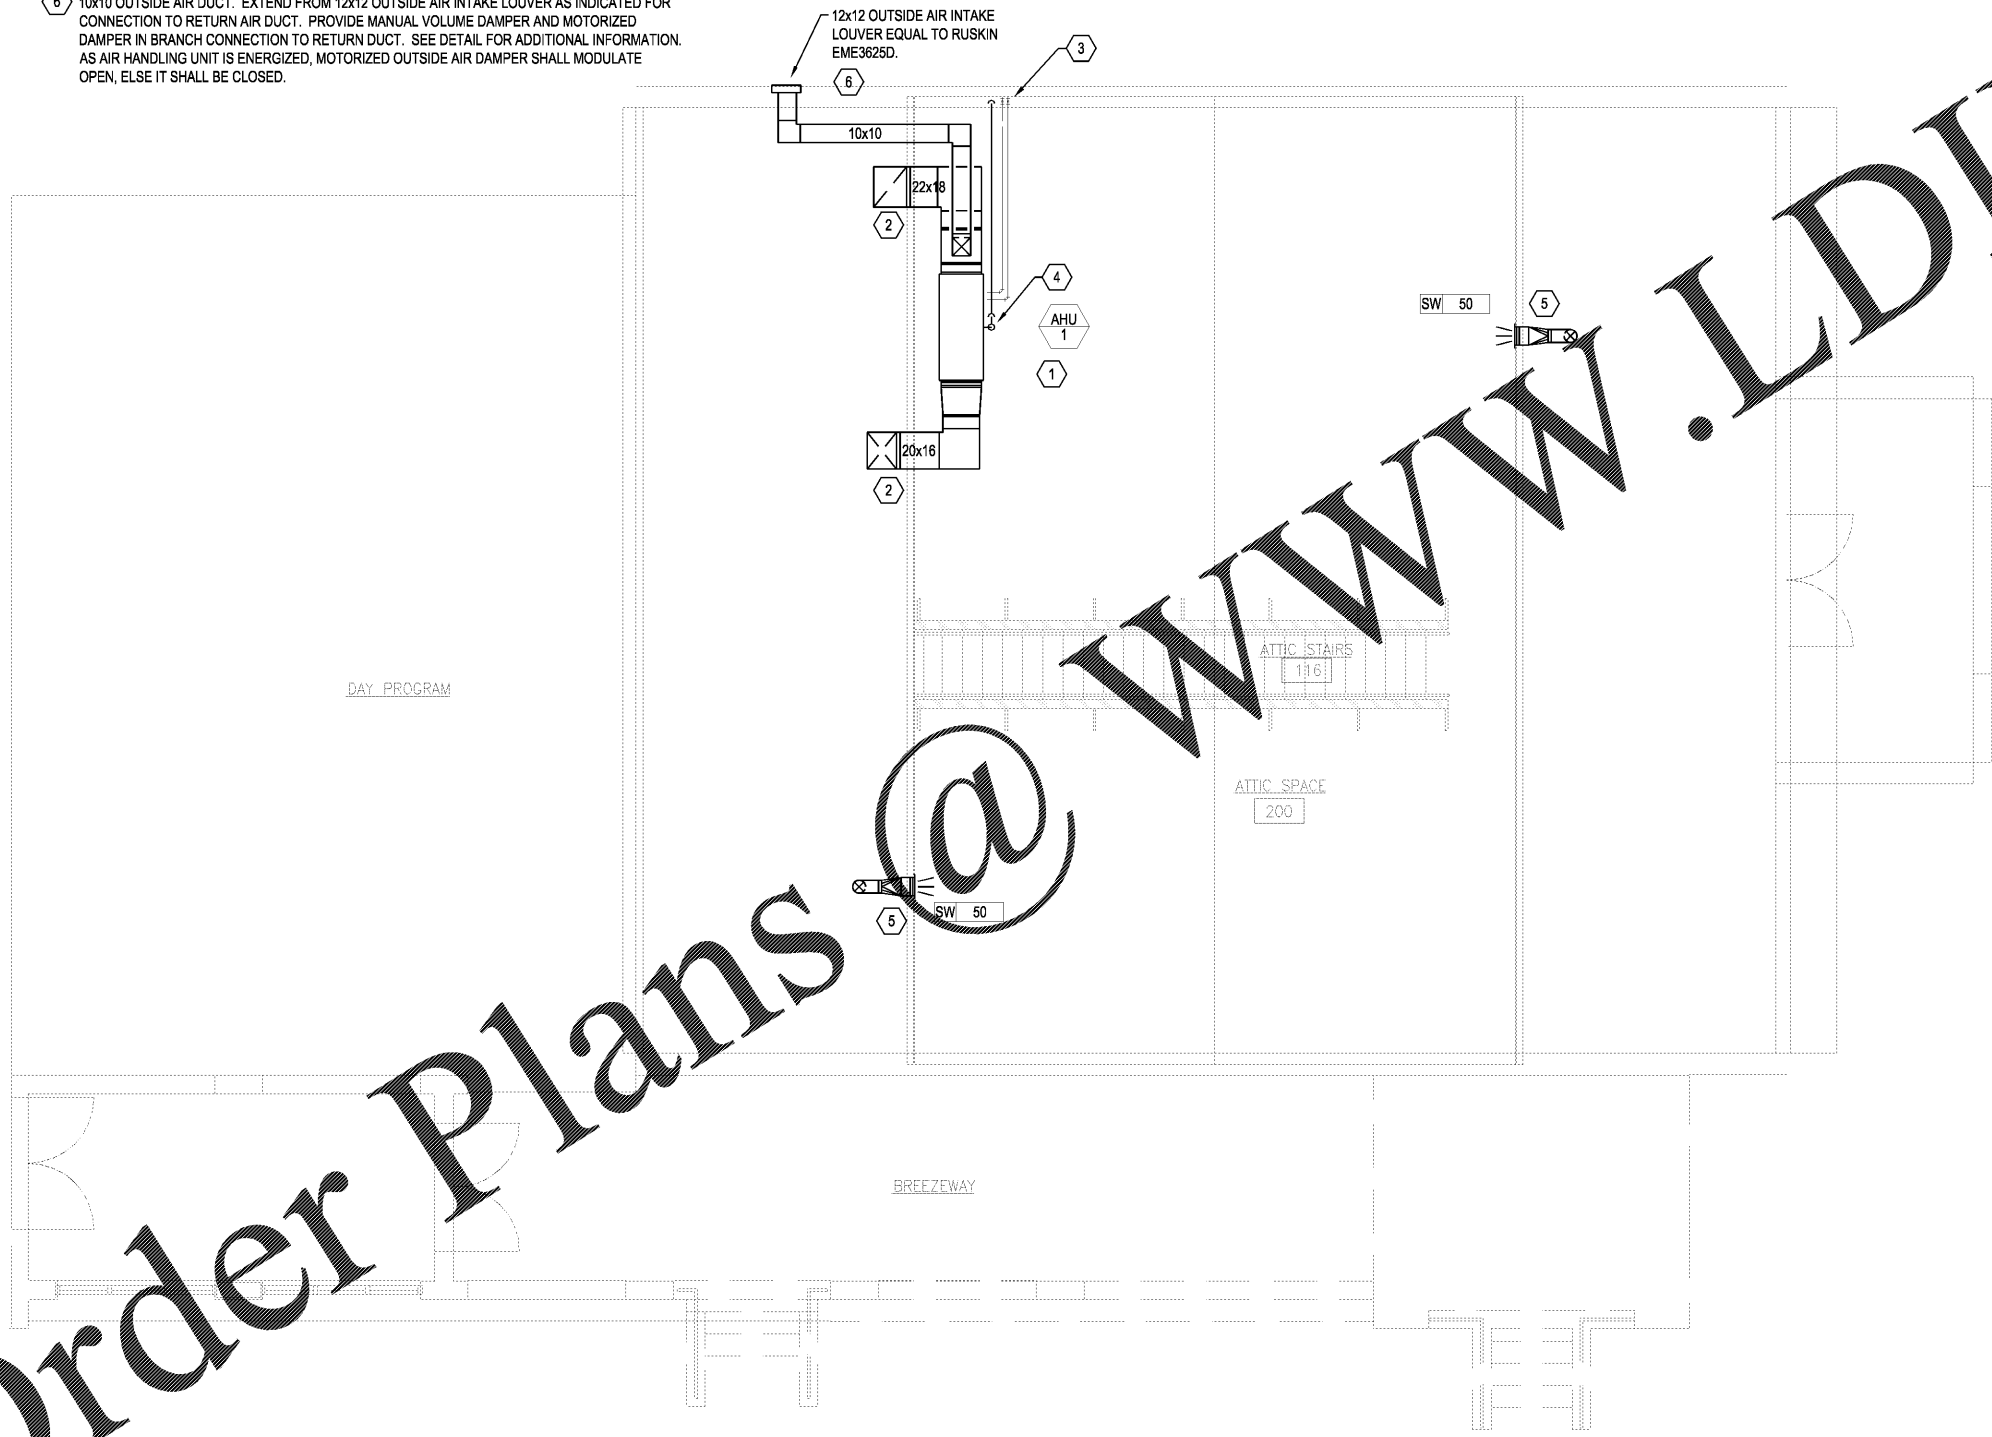 6 10x10 OUTSIDE AIR DUCT. EXTEND FROM 12x12 OUTSIDE AIR INTAKE LOUVER AS INDICATED FOR
CONNECTION TO RETURN AIR DUCT. PROVIDE MANUAL VOLUME DAMPER AND MOTORIZED
DAMPER IN BRANCH CONNECTION TO RETURN DUCT. SEE DETAIL FOR ADDITIONAL INFORMATION.
AS AIR HANDLING UNIT IS ENERGIZED, MOTORIZED OUTSIDE AIR DAMPER SHALL MODULATE
OPEN, ELSE IT SHALL BE CLOSED.
12x12 OUTSIDE AIR INTAKE
LOUVER EQUAL TO RUSKIN
EME3625D.
3
6
10x10
22x18
2
4
AHU
1
1
SW 50
5
20x16
2
ATTIC STAIRS
116
DAY PROGRAM
ATTIC SPACE
200
5
SW 50
BREEZEWAY
Order Plans @ WWW.LD